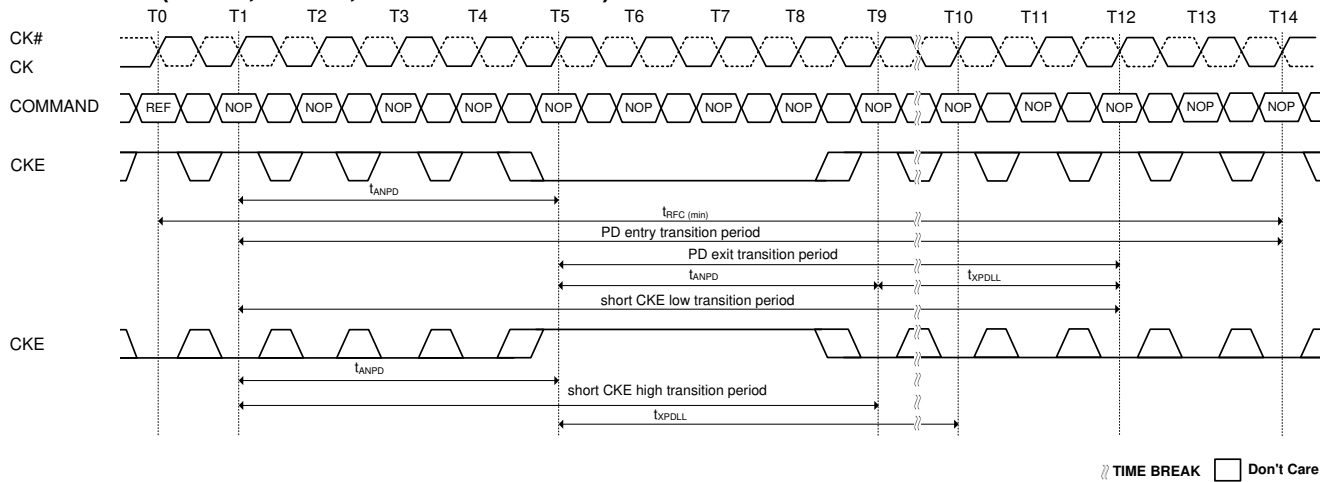 T0 T1 T2 T3 T4 T5 T6 T7 T8 T9 T10 T11 T12 T13 T14
CK#
CK
COMMAND REF NOP NOP NOP NOP NOP NOP NOP NOP NOP NOP NOP NOP NOP NOP
CKE
tANPD
tRFC (min)
PD entry transition period
PD exit transition period
tANPD tXPDLL
short CKE low transition period
CKE
tANPD
short CKE high transition period
tXPDLL
TIME BREAK Don't Care